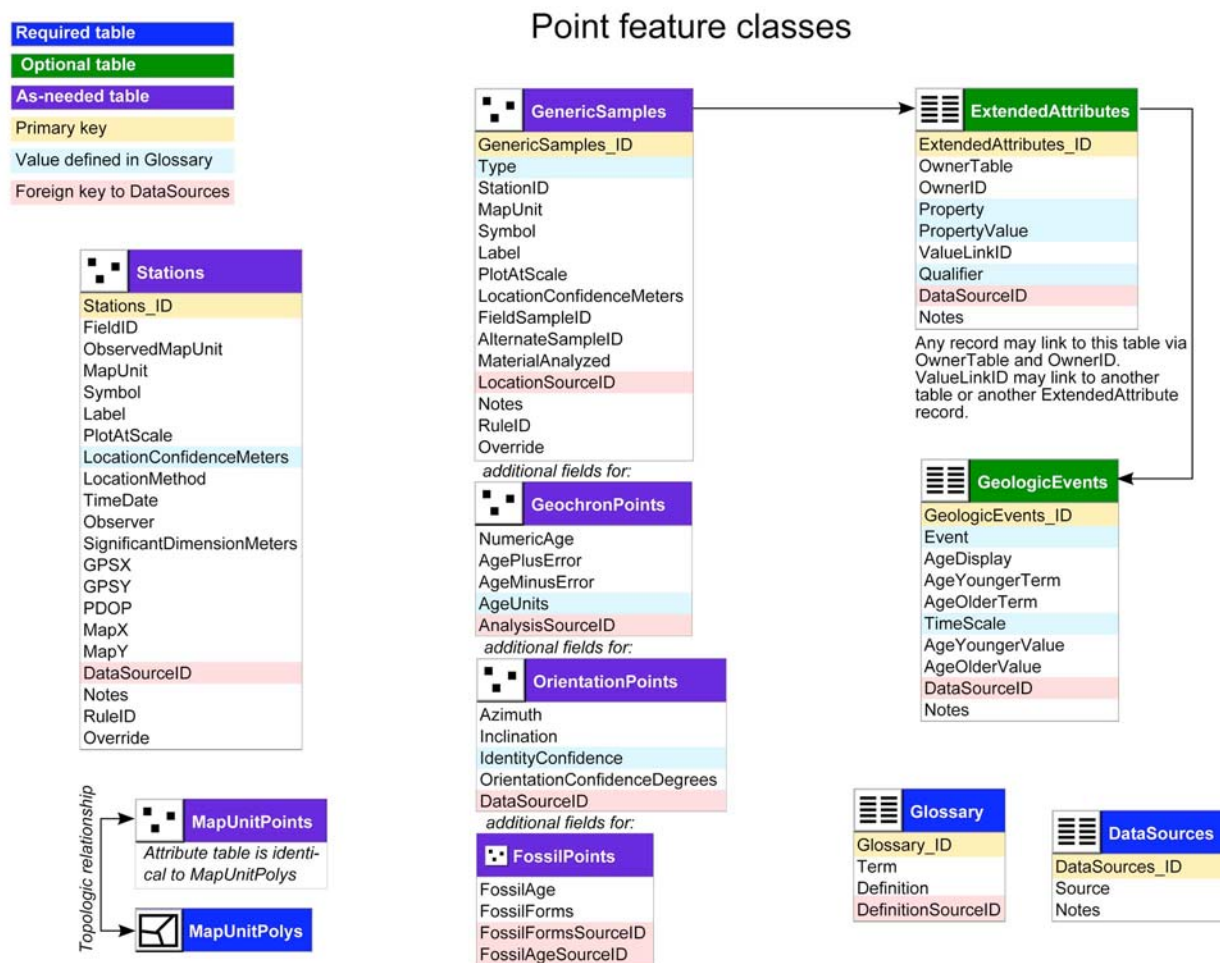 Point feature classes
Required table
Optional table
As-needed table
Primary key
Value defined in Glossary
Foreign key to DataSources
Stations
Stations_ID
FieldID
ObservedMapUnit
MapUnit
Symbol
Label
PlotAtScale
LocationConfidenceMeters
LocationMethod
TimeDate
Observer
SignificantDimensionMeters
GPSX
GPSY
PDOP
MapX
MapY
DataSourceID
Notes
RuleID
Override
Topologic relationship
MapUnitPoints
Attribute table is identi-
cal to MapUnitPolys
MapUnitPolys
GenericSamples
GenericSamples_ID
Type
StationID
MapUnit
Symbol
Label
PlotAtScale
LocationConfidenceMeters
FieldSampleID
AlternateSampleID
MaterialAnalyzed
LocationSourceID
Notes
RuleID
Override
additional fields for:
GeochronPoints
NumericAge
AgePlusError
AgeMinusError
AgeUnits
AnalysisSourceID
additional fields for:
OrientationPoints
Azimuth
Inclination
IdentityConfidence
OrientationConfidenceDegrees
DataSourceID
additional fields for:
FossilPoints
FossilAge
FossilForms
FossilFormsSourceID
FossilAgeSourceID
ExtendedAttributes
ExtendedAttributes_ID
OwnerTable
OwnerID
Property
PropertyValue
ValueLinkID
Qualifier
DataSourceID
Notes
Any record may link to this table via
OwnerTable and OwnerID.
ValueLinkID may link to another
table or another ExtendedAttribute
record.
GeologicEvents
GeologicEvents_ID
Event
AgeDisplay
AgeYoungerTerm
AgeOlderTerm
TimeScale
AgeYoungerValue
AgeOlderValue
DataSourceID
Notes
Glossary
Glossary_ID
Term
Definition
DefinitionSourceID
DataSources
DataSources_ID
Source
Notes